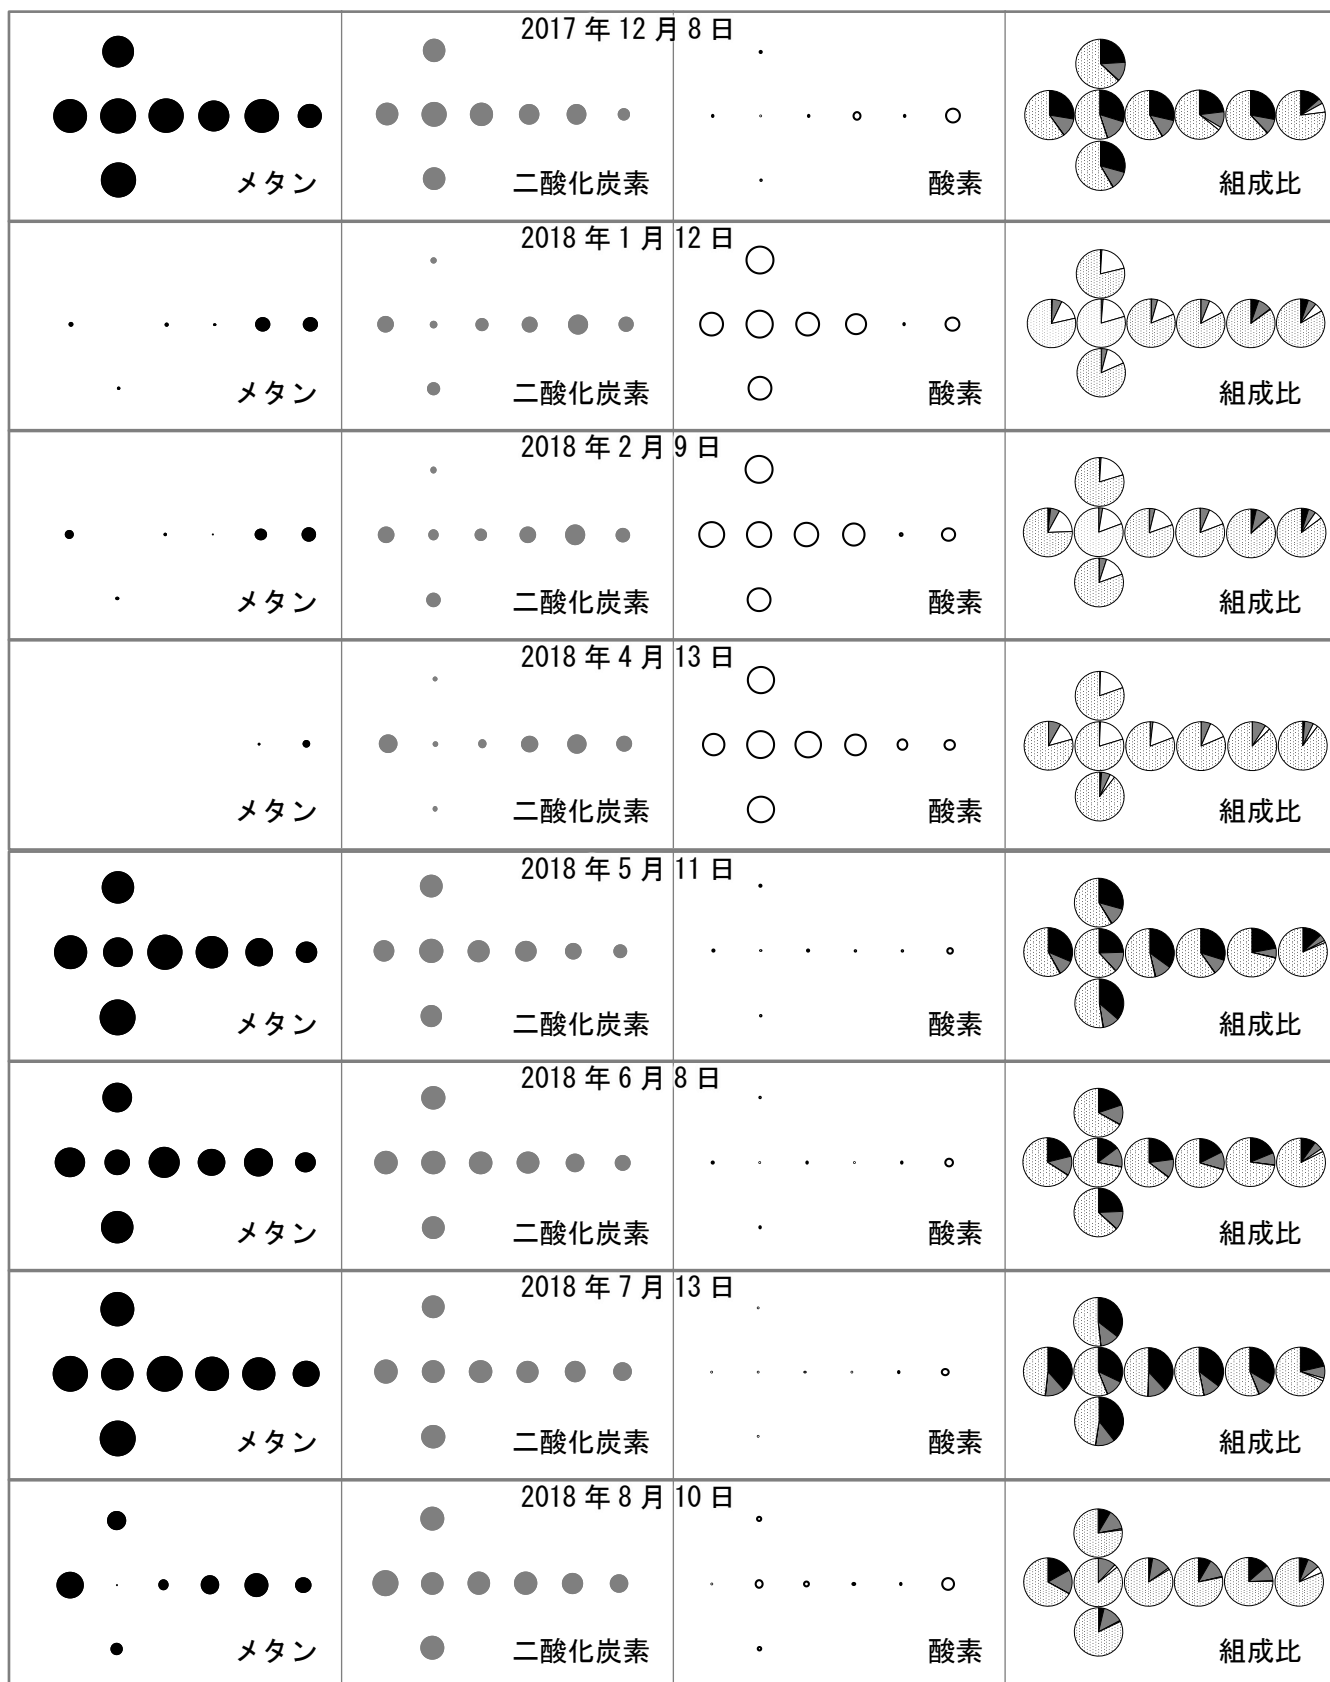 2017 年 12 月 8 日
メタン 二酸化炭素 酸素 組成比
2018 年 1 月 12 日
メタン 二酸化炭素 酸素 組成比
2018 年 2 月 9 日
メタン 二酸化炭素 酸素 組成比
2018 年 4 月 13 日
メタン 二酸化炭素 酸素 組成比
2018 年 5 月 11 日
メタン 二酸化炭素 酸素 組成比
2018 年 6 月 8 日
メタン 二酸化炭素 酸素 組成比
2018 年 7 月 13 日
メタン 二酸化炭素 酸素 組成比
2018 年 8 月 10 日
メタン 二酸化炭素 酸素 組成比